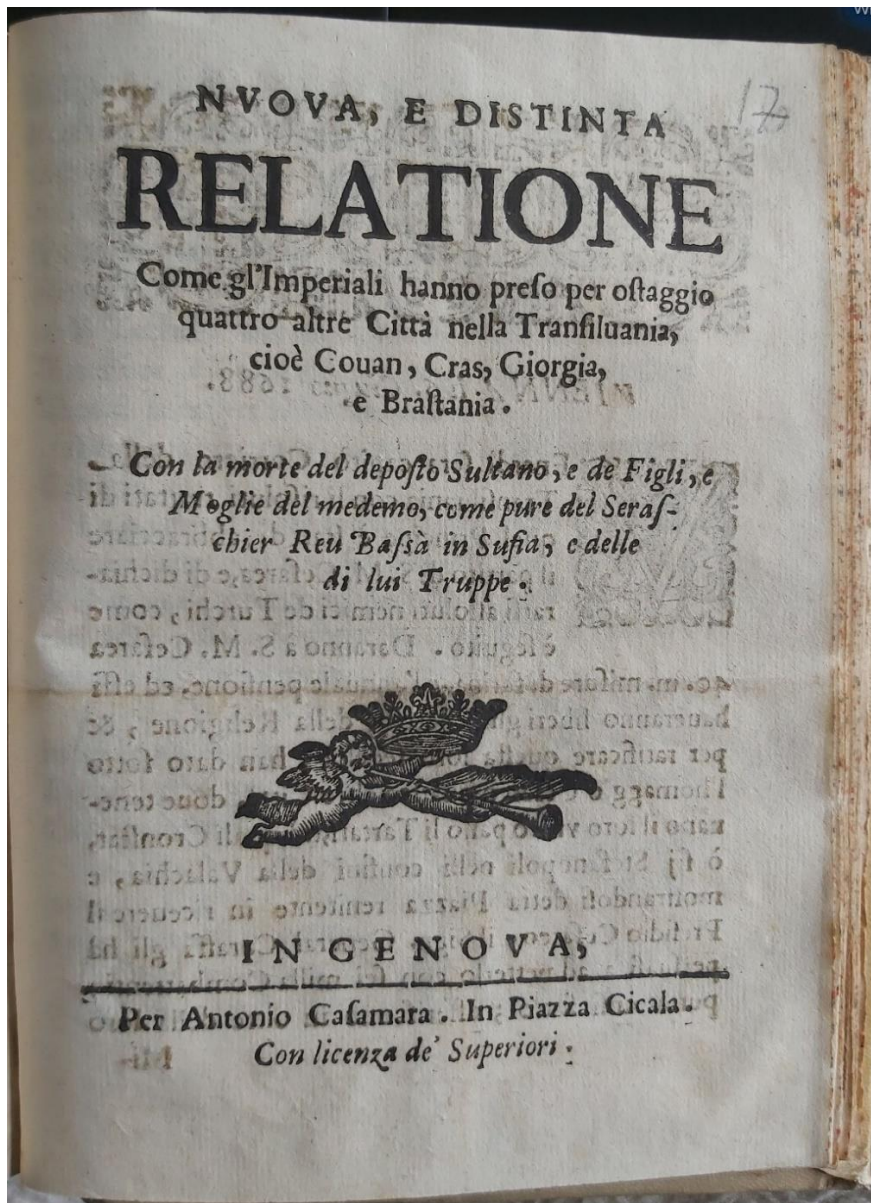 17
NVOVA, E DISTINTA
RELATIONE
Come gl'Imperiali hanno preſo per oſtaggio
quattro altre Città nella Tranſiluania,
cioè Couan, Cras, Giorgia,
e Braſtania.
Con la morte del depoſto Sultano, e de Figli, e
Moglie del medemo, come pure del Seraſ-
chier Reu Baſsà in Sufia, e delle
di lui Truppe.
IN GENOVA,
Per Antonio Caſamara. In Piazza Cicala.
Con licenza de' Superiori.